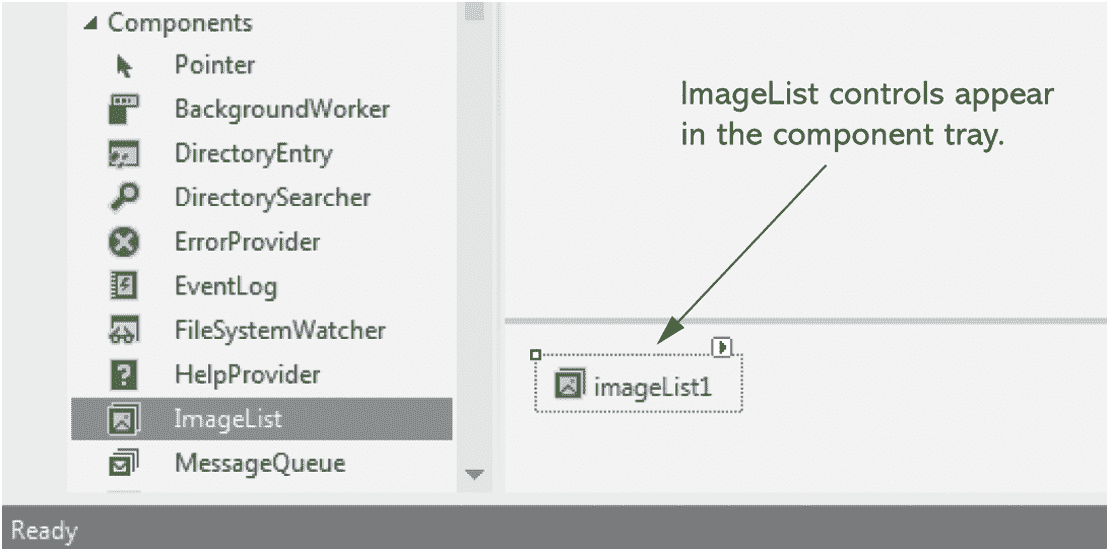 Components
Pointer
BackgroundWorker
DirectoryEntry
DirectorySearcher
ErrorProvider
EventLog
FileSystemWatcher
HelpProvider
ImageList
MessageQueue
ImageList controls appear
in the component tray.
imageList1
Ready